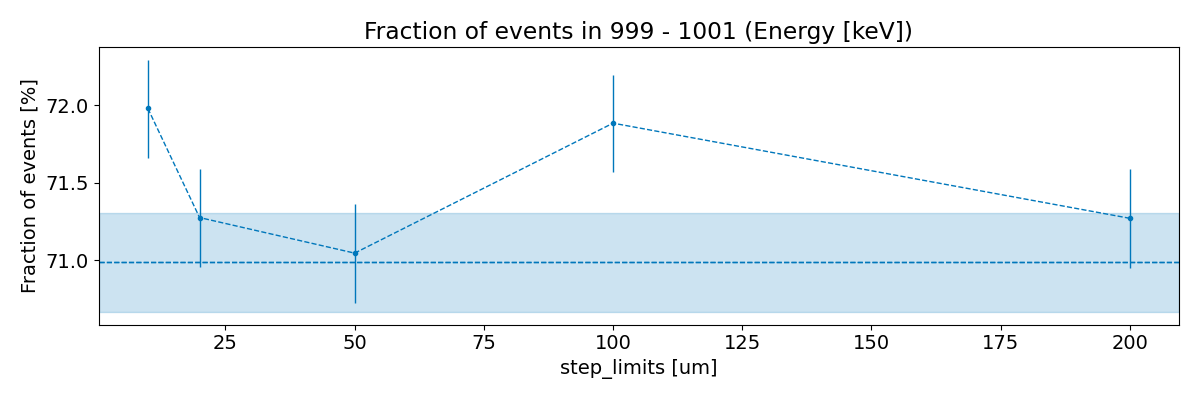 Fraction of events in 999 - 1001 (Energy [keV])
Fraction of events [%]
72.0
71.5
71.0
25 50 75 100 125 150 175 200
step_limits [um]